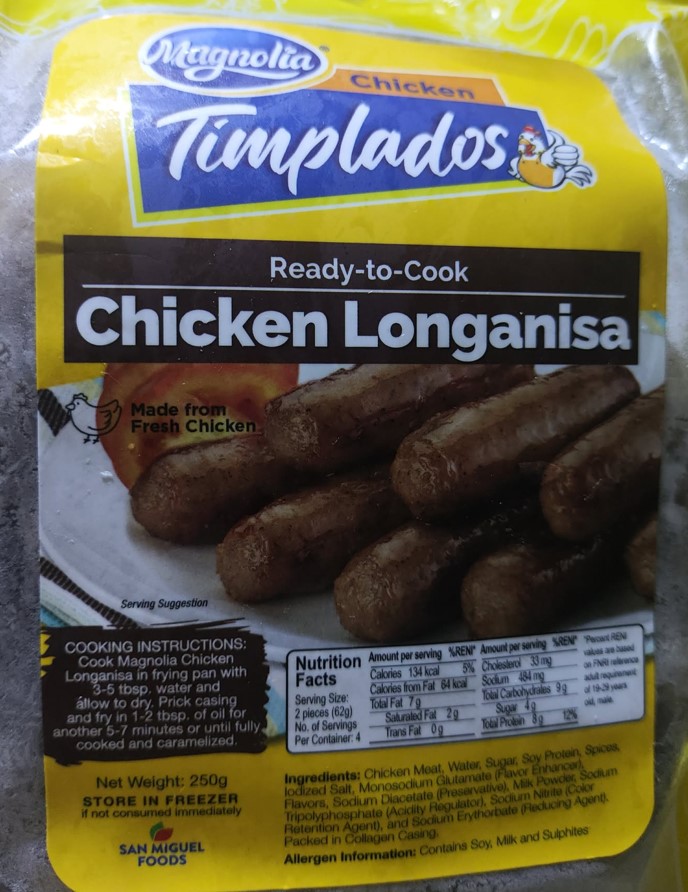 Magnolia
Chicken
Timplados
Ready-to-Cook
Chicken Longanisa
Made from
Fresh Chicken
Serving Suggestion
COOKING INSTRUCTIONS:
Cook Magnolia Chicken
Longanisa in frying pan with
3-5 tbsp. water and
allow to dry. Prick casing
and fry in 1-2 tbsp. of oil for
another 5-7 minutes or until fully
cooked and caramelized.
Nutrition
Facts
Serving Size:
2 pieces (62g)
No. of Servings
Per Container: 4
Amount per serving %RENI*
Calories 134 kcal 5%
Calories from Fat 64 kcal
Total Fat 7g
Saturated Fat 2g
Trans Fat 0g
Amount per serving %RENI*
Cholesterol 33 mg
Sodium 484 mg
Total Carbohydrates 9g
Sugar 4g
Total Protein 8g 12%
*Percent RENI
values are based
on FNRI reference
adult requirement
of 19-29 years
old, male.
Net Weight: 250g
STORE IN FREEZER
if not consumed immediately
SAN MIGUEL
FOODS
Ingredients: Chicken Meat, Water, Sugar, Soy Protein, Spices,
Iodized Salt, Monosodium Glutamate (Flavor Enhancer),
Flavors, Sodium Diacetate (Preservative), Milk Powder, Sodium
Tripolyphosphate (Acidity Regulator), Sodium Nitrite (Color
Retention Agent), and Sodium Erythorbate (Reducing Agent).
Packed in Collagen Casing.
Allergen Information: Contains Soy, Milk and Sulphites